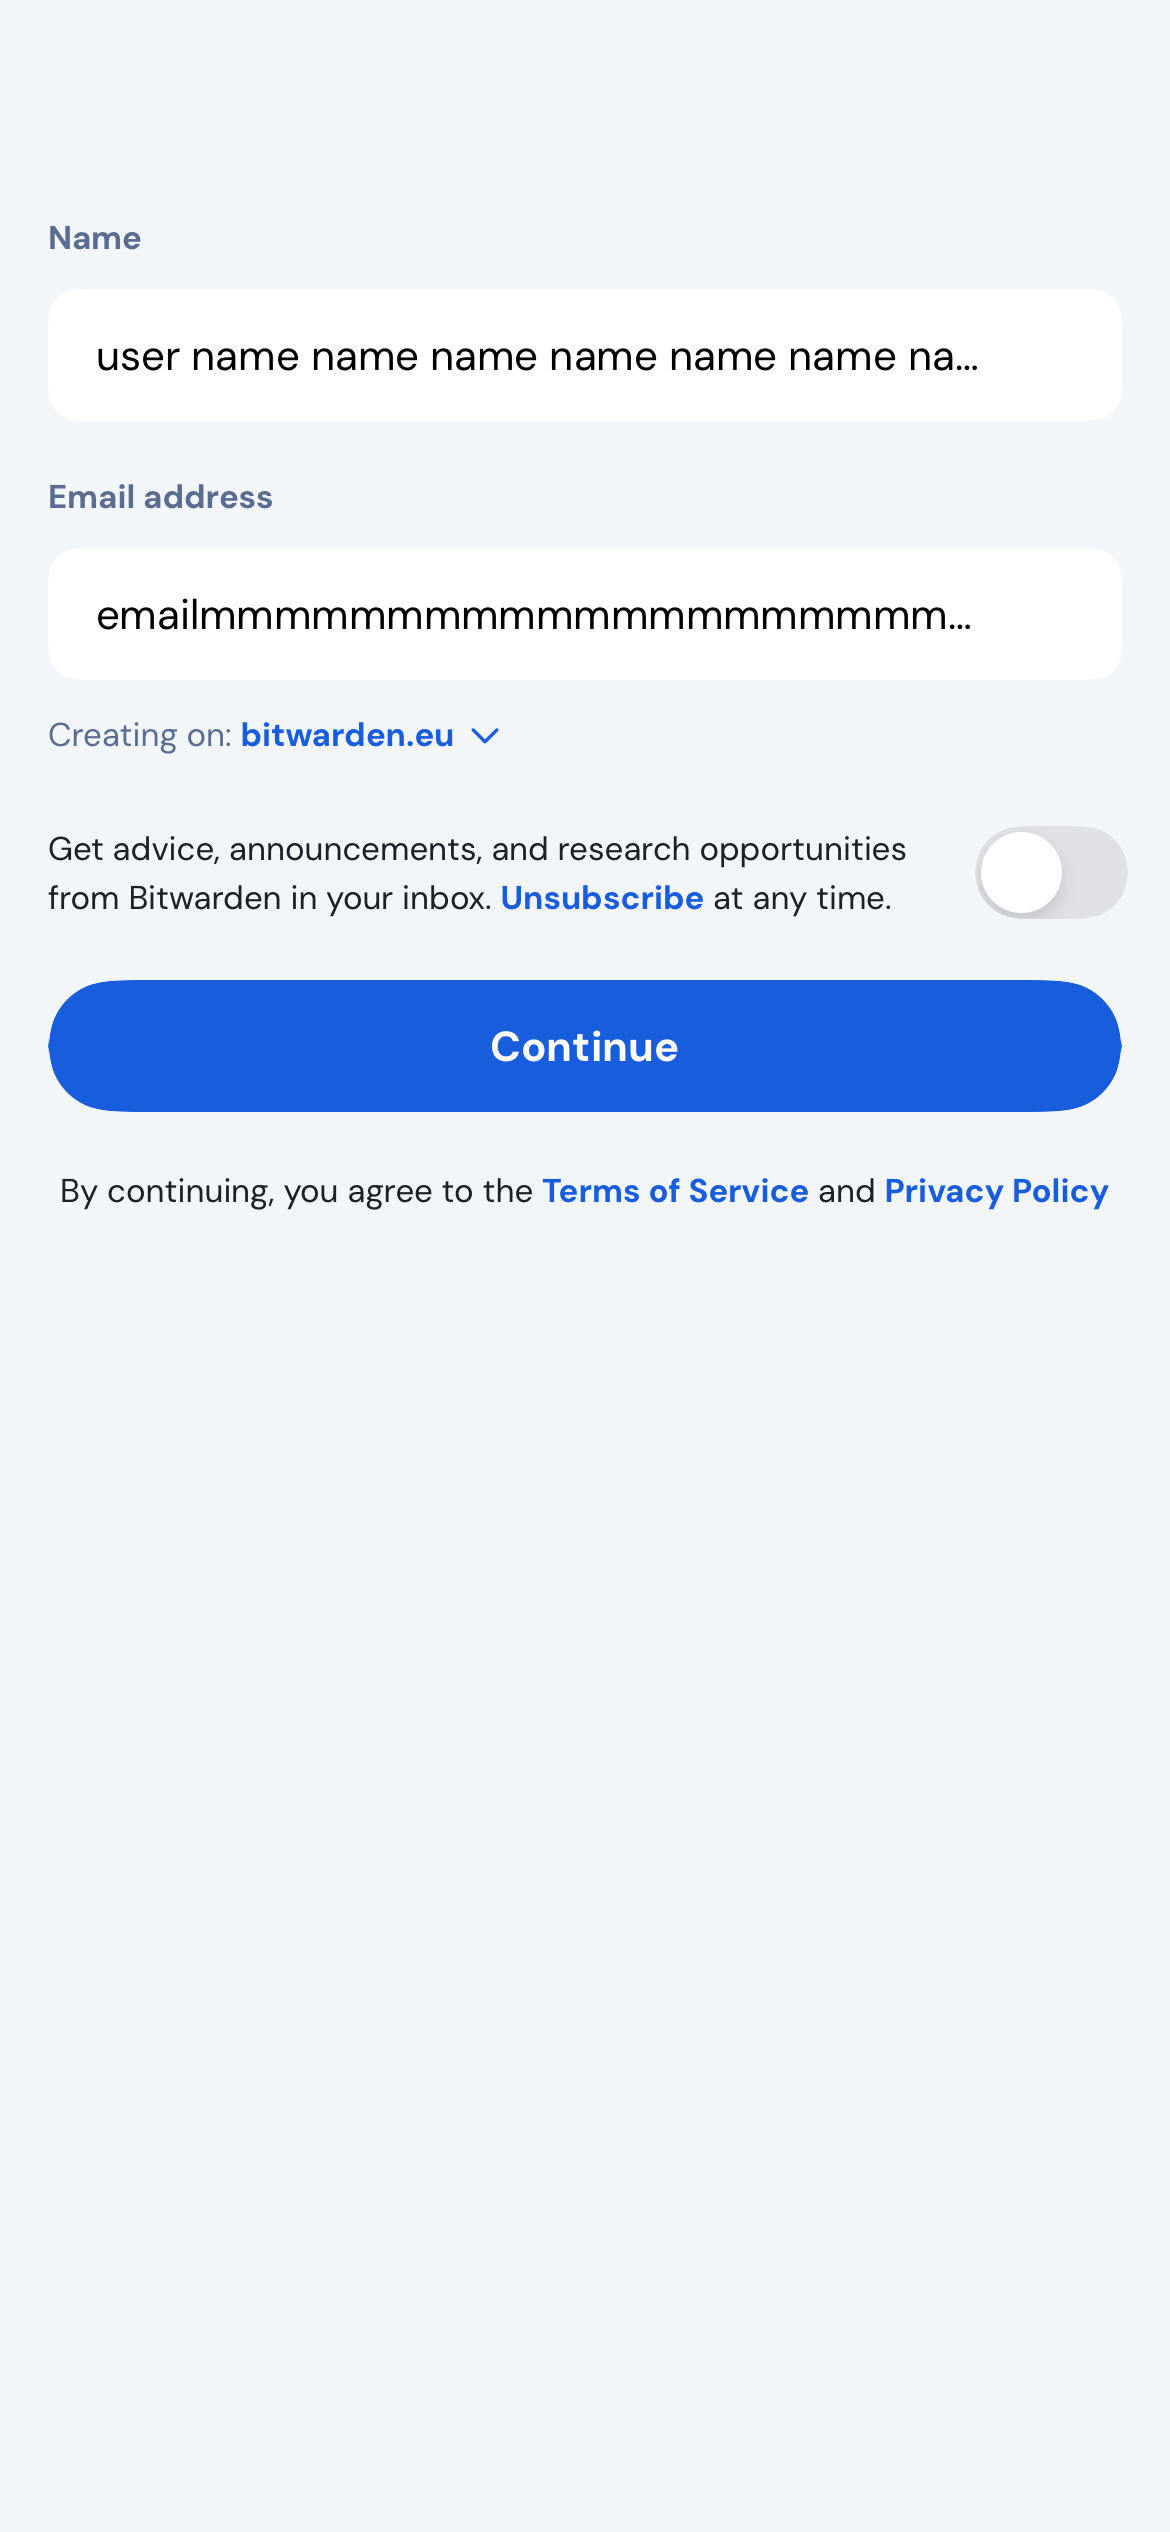 Name
user name name name name name name na...
Email address
emailmmmmmmmmmmmmmmmmmmmm...
Creating on: bitwarden.eu
Get advice, announcements, and research opportunities
from Bitwarden in your inbox. Unsubscribe at any time.
Continue
By continuing, you agree to the Terms of Service and Privacy Policy